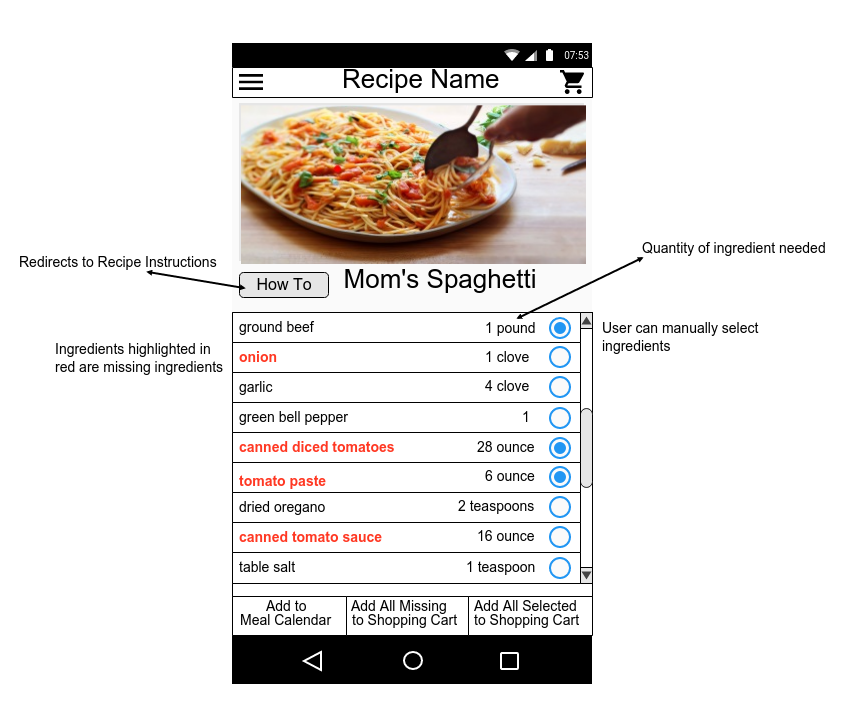 07:53
Recipe Name
Redirects to Recipe Instructions
How To
Mom's Spaghetti
Quantity of ingredient needed
User can manually select
ingredients
Ingredients highlighted in
red are missing ingredients
ground beef 1 pound
onion 1 clove
garlic 4 clove
green bell pepper 1
canned diced tomatoes 28 ounce
tomato paste 6 ounce
dried oregano 2 teaspoons
canned tomato sauce 16 ounce
table salt 1 teaspoon
Add to
Meal Calendar
Add All Missing
to Shopping Cart
Add All Selected
to Shopping Cart